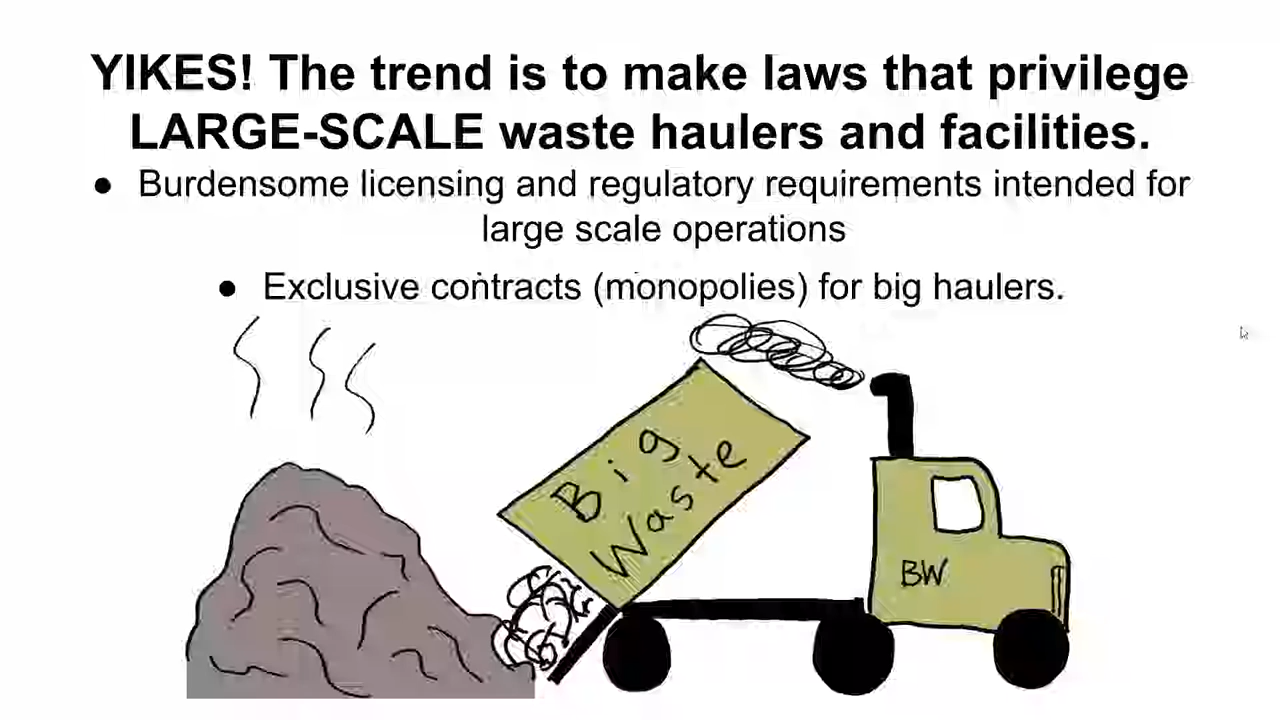 YIKES! The trend is to make laws that privilege
LARGE-SCALE waste haulers and facilities.
● Burdensome licensing and regulatory requirements intended for
large scale operations
● Exclusive contracts (monopolies) for big haulers.
Big
Waste
BW